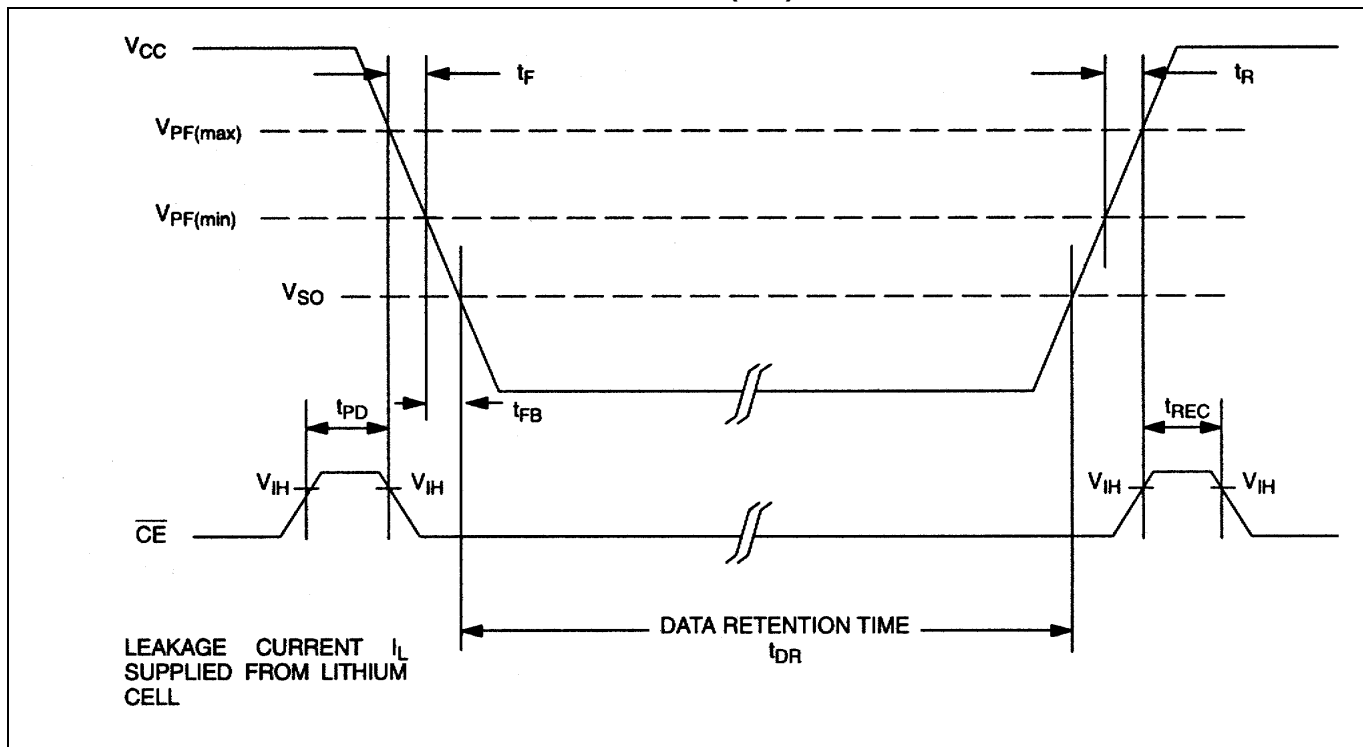 VCC
tF
tR
VPF(max)
VPF(min)
VSO
tPD
tFB
tREC
VIH
VIH
VIH
VIH
CE
DATA RETENTION TIME
tDR
LEAKAGE CURRENT IL
SUPPLIED FROM LITHIUM
CELL